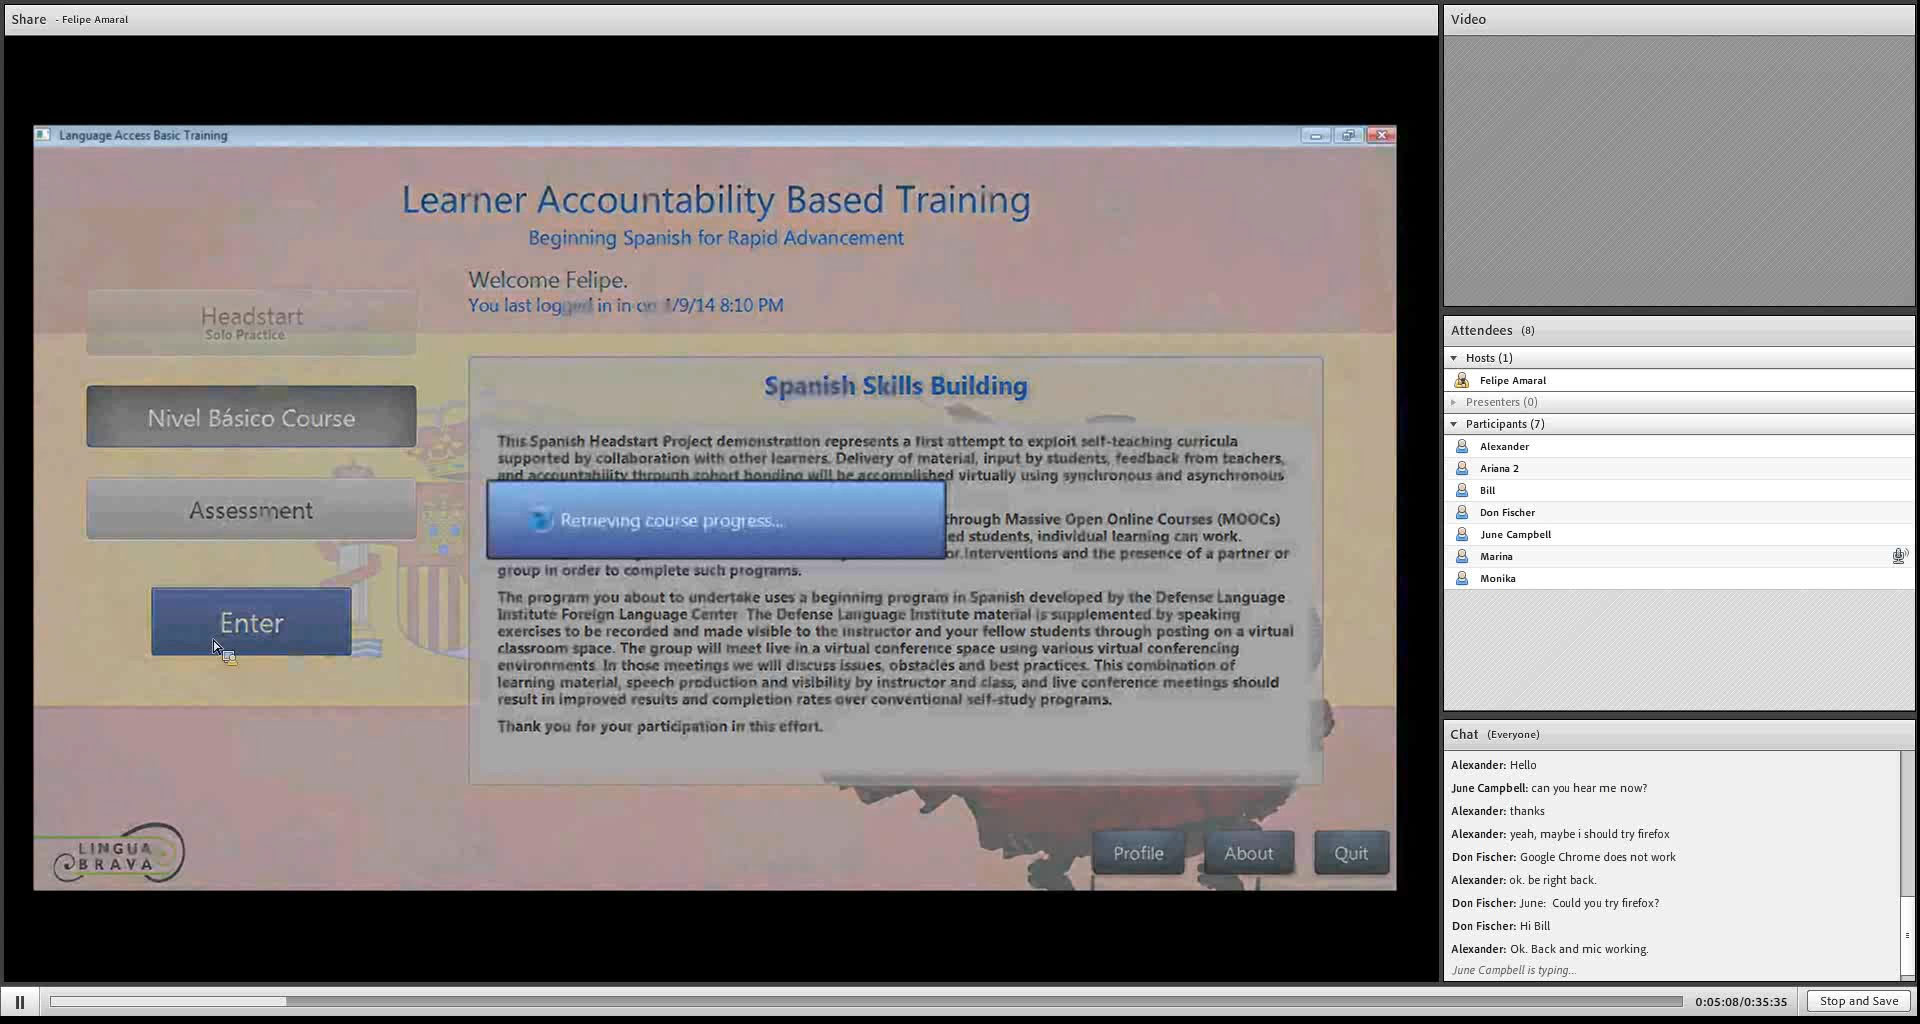 Share - Felipe Amaral
Language Access Basic Training
Learner Accountability Based Training
Beginning Spanish for Rapid Advancement
Welcome Felipe.
You last logged in in on /9/14 8:10 PM
Headstart
Solo Practice
Nivel Básico Course
Assessment
Enter
Spanish Skills Building
This Spanish Headstart Project demonstration represents a first attempt to exploit self-teaching curricula
supported by collaboration with other learners. Delivery of material, input by students, feedback from teachers,
and accountability through cohort bonding will be accomplished virtually using synchronous and asynchronous
Retrieving course progress...
through Massive Open Online Courses (MOOCs)
ed students, individual learning can work.
or Interventions and the presence of a partner or
group in order to complete such programs.
The program you about to undertake uses a beginning program in Spanish developed by the Defense Language
Institute Foreign Language Center. The Defense Language Institute material is supplemented by speaking
exercises to be recorded and made visible to the instructor and your fellow students through posting on a virtual
classroom space. The group will meet live in a virtual conference space using various virtual conferencing
environments. In those meetings we will discuss issues, obstacles and best practices. This combination of
learning material, speech production and visibility by instructor and class, and live conference meetings should
result in improved results and completion rates over conventional self-study programs.
Thank you for your participation in this effort.
LINGUA
BRAVA
Profile
About
Quit
Video
Attendees (8)
Hosts (1)
Felipe Amaral
Presenters (0)
Participants (7)
Alexander
Ariana 2
Bill
Don Fischer
June Campbell
Marina
Monika
Chat (Everyone)
Alexander: Hello
June Campbell: can you hear me now?
Alexander: thanks
Alexander: yeah, maybe i should try firefox
Don Fischer: Google Chrome does not work
Alexander: ok. be right back.
Don Fischer: June: Could you try firefox?
Don Fischer: Hi Bill
Alexander: Ok. Back and mic working.
June Campbell is typing...
0:05:08/0:35:35
Stop and Save